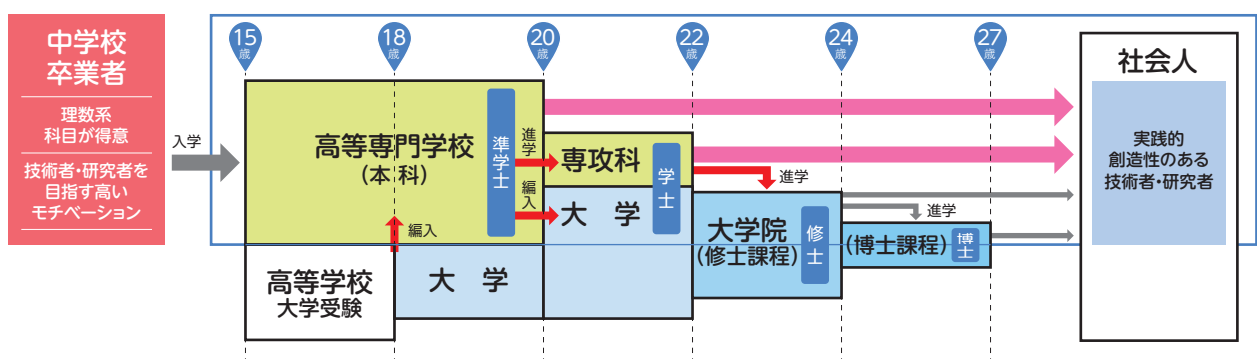 中学校
卒業者
理数系
科目が得意
技術者・研究者を
目指す高い
モチベーション
入学
15
歳
18
歳
20
歳
22
歳
24
歳
27
歳
高等専門学校
(本科)
準学士
進学
編入
編入
専攻科
大学
学士
高等学校
大学受験
大学
進学
大学院
(修士課程)
修士
進学
(博士課程)
博士
社会人
実践的
創造性のある
技術者・研究者